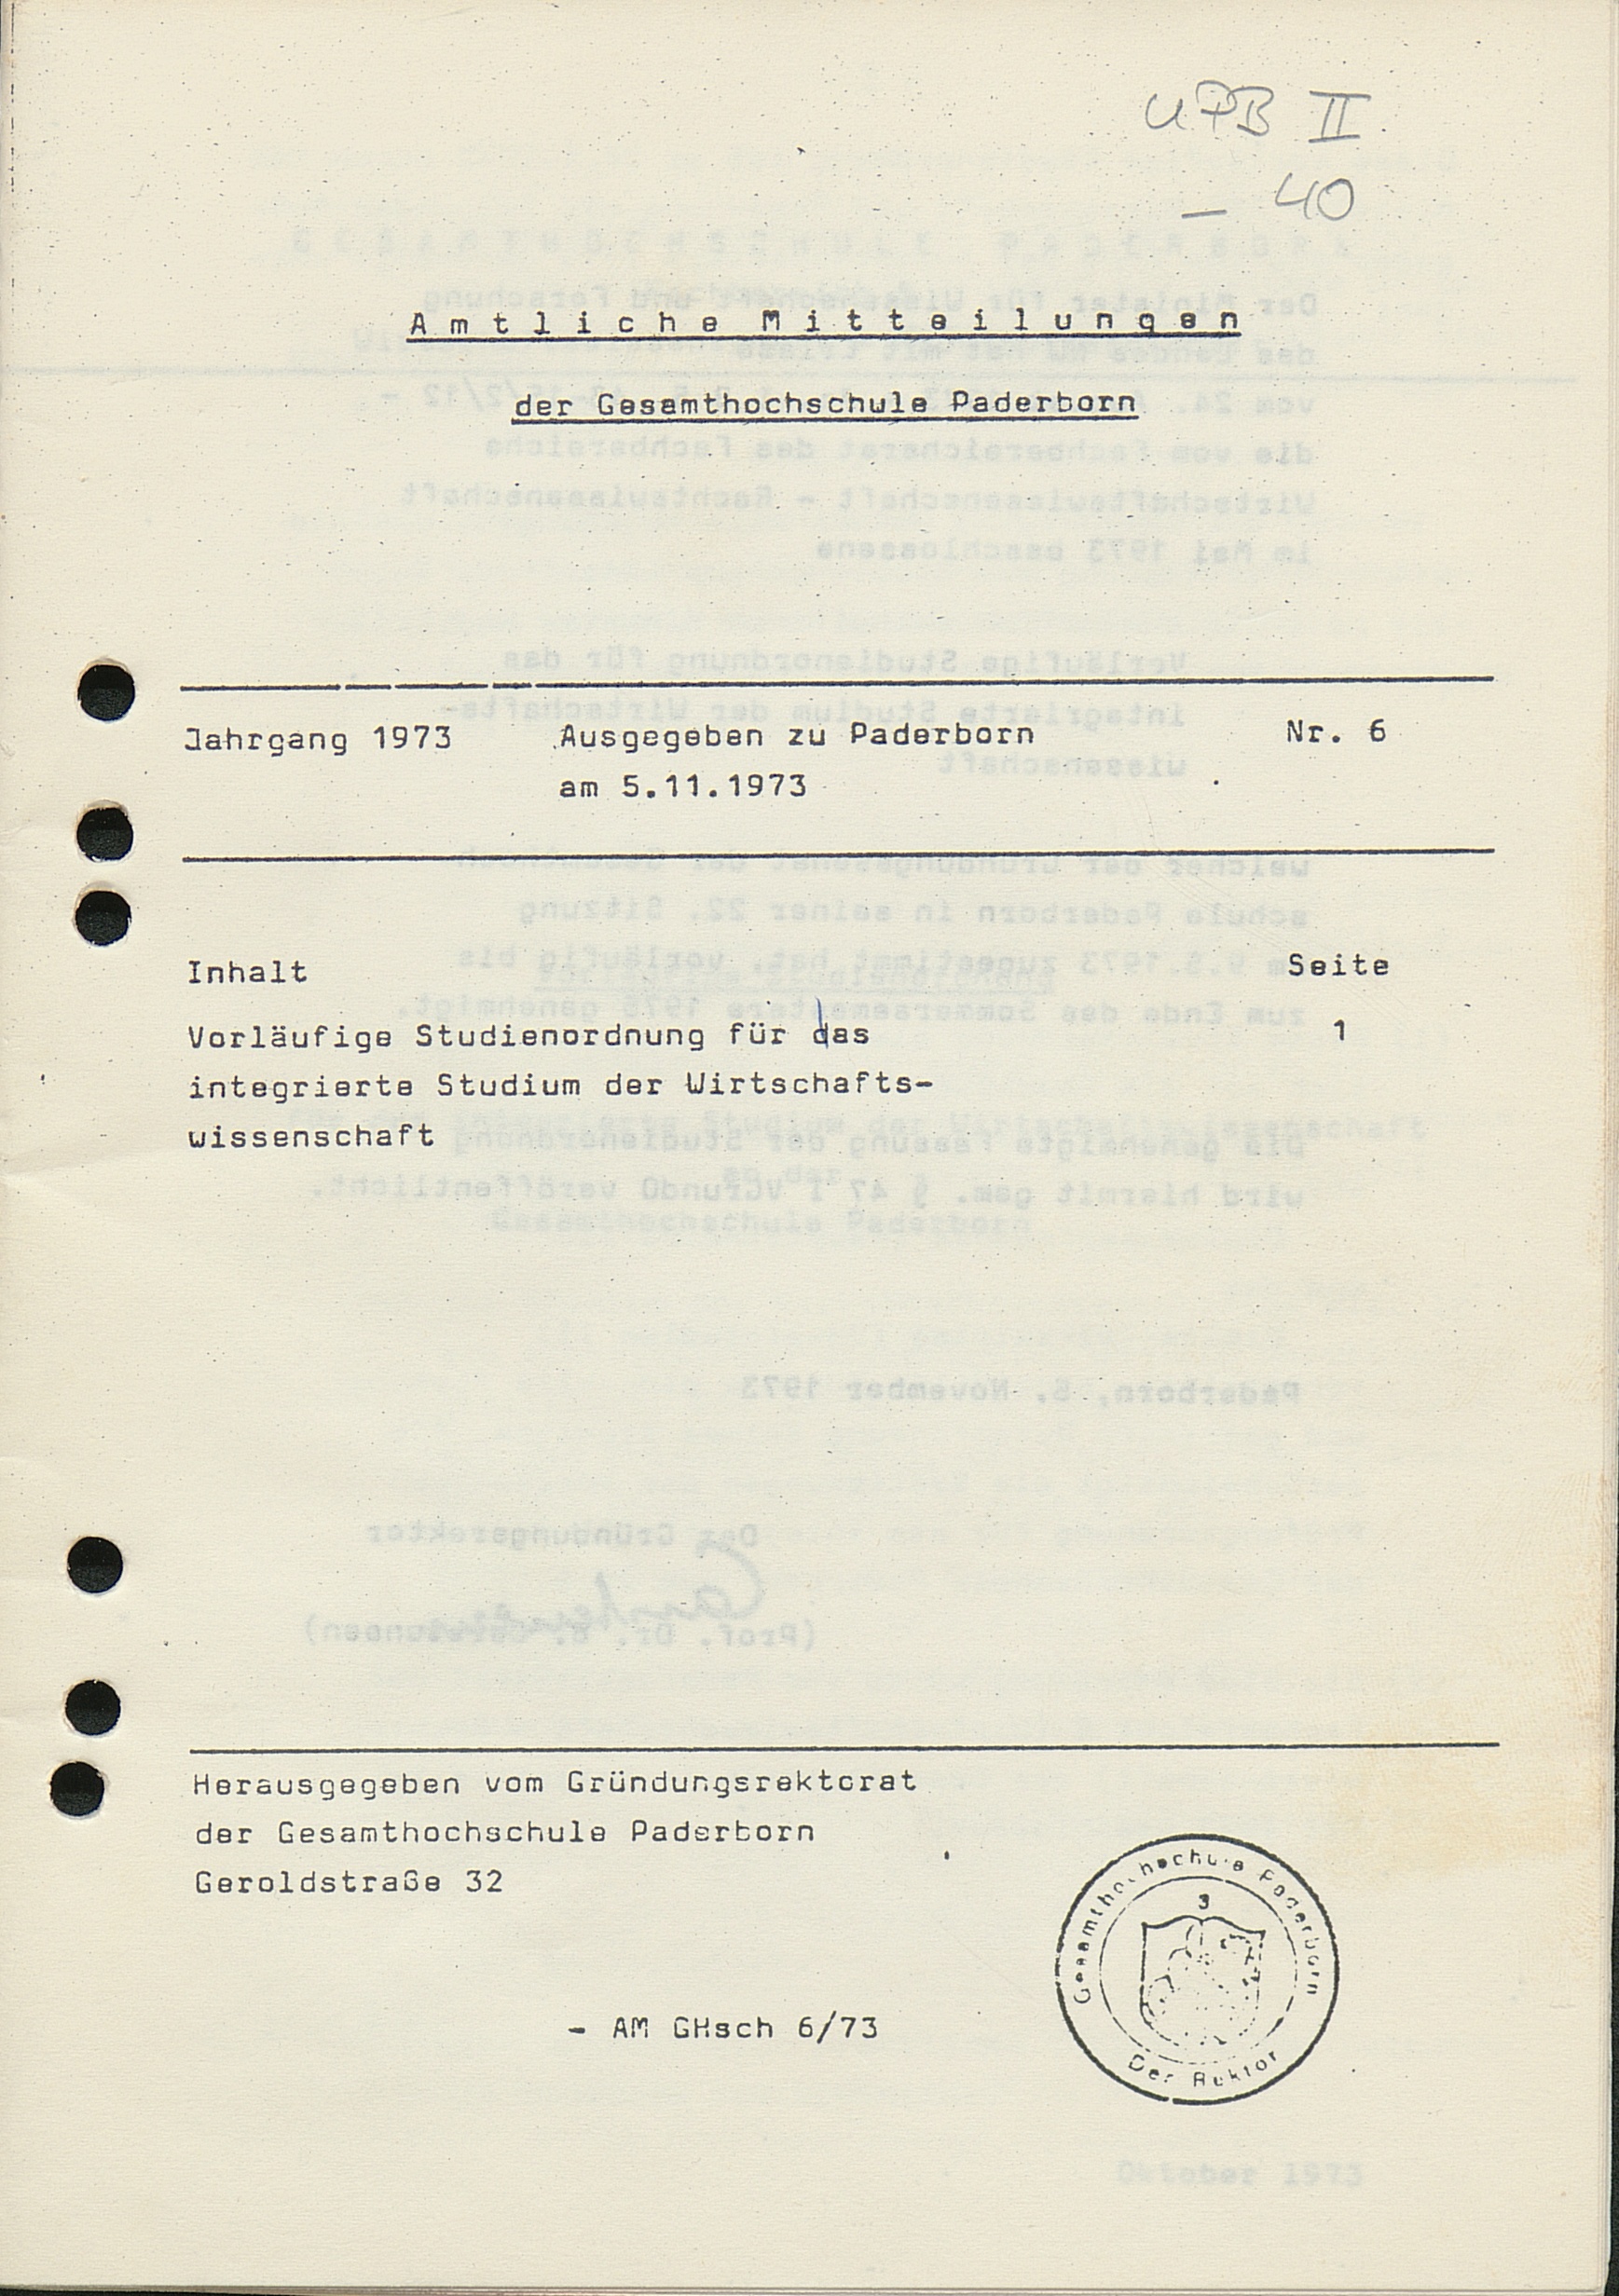 UPB II
- 40
Amtliche Mitteilungen
der Gesamthochschule Paderborn
Jahrgang 1973 Ausgegeben zu Paderborn Nr. 6
am 5.11.1973
Inhalt Seite
Vorläufige Studienordnung für das 1
integrierte Studium der Wirtschafts-
wissenschaft
Herausgegeben vom Gründungsrektorat
der Gesamthochschule Paderborn
Geroldstraße 32
Gesamthochschule Paderborn
3
Der Rektor
- AM GHsch 6/73